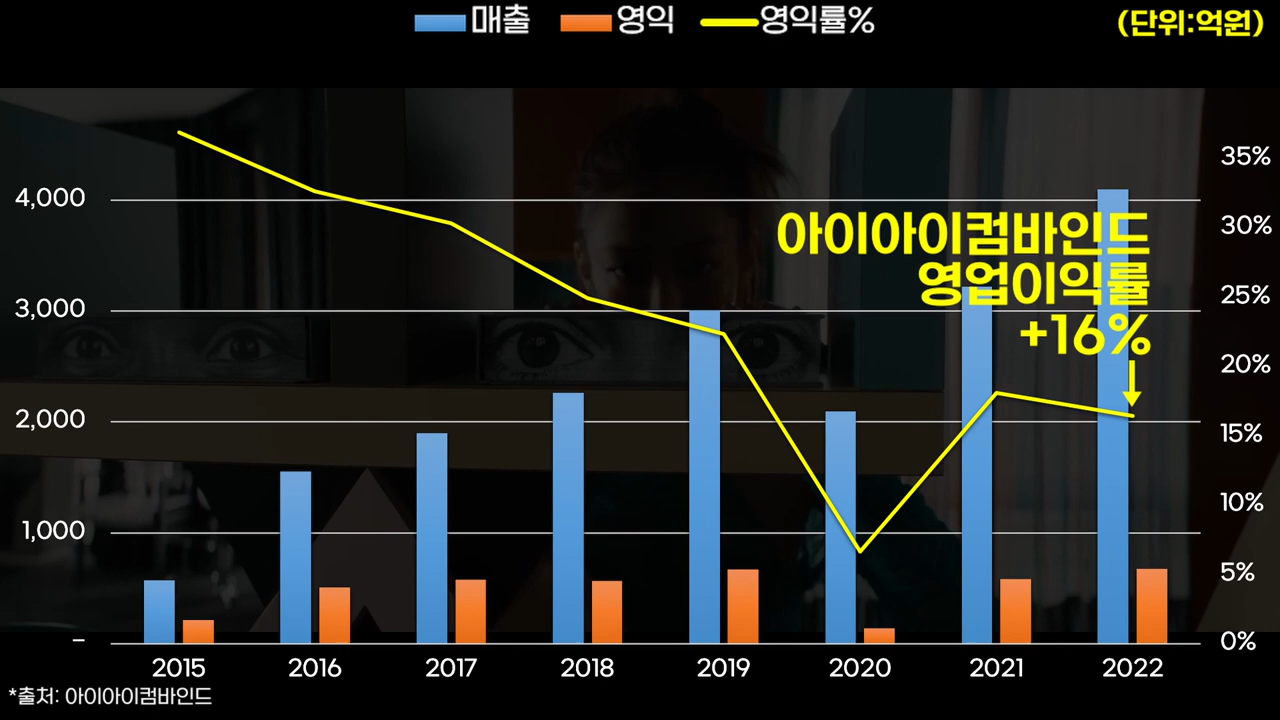 매출 영익 영익률%
(단위:억원)
35%
4,000
30%
아이아이컴바인드
영업이익률
+16%
3,000
25%
20%
2,000
15%
1,000
10%
5%
–
0%
2015 2016 2017 2018 2019 2020 2021 2022
*출처: 아이아이컴바인드